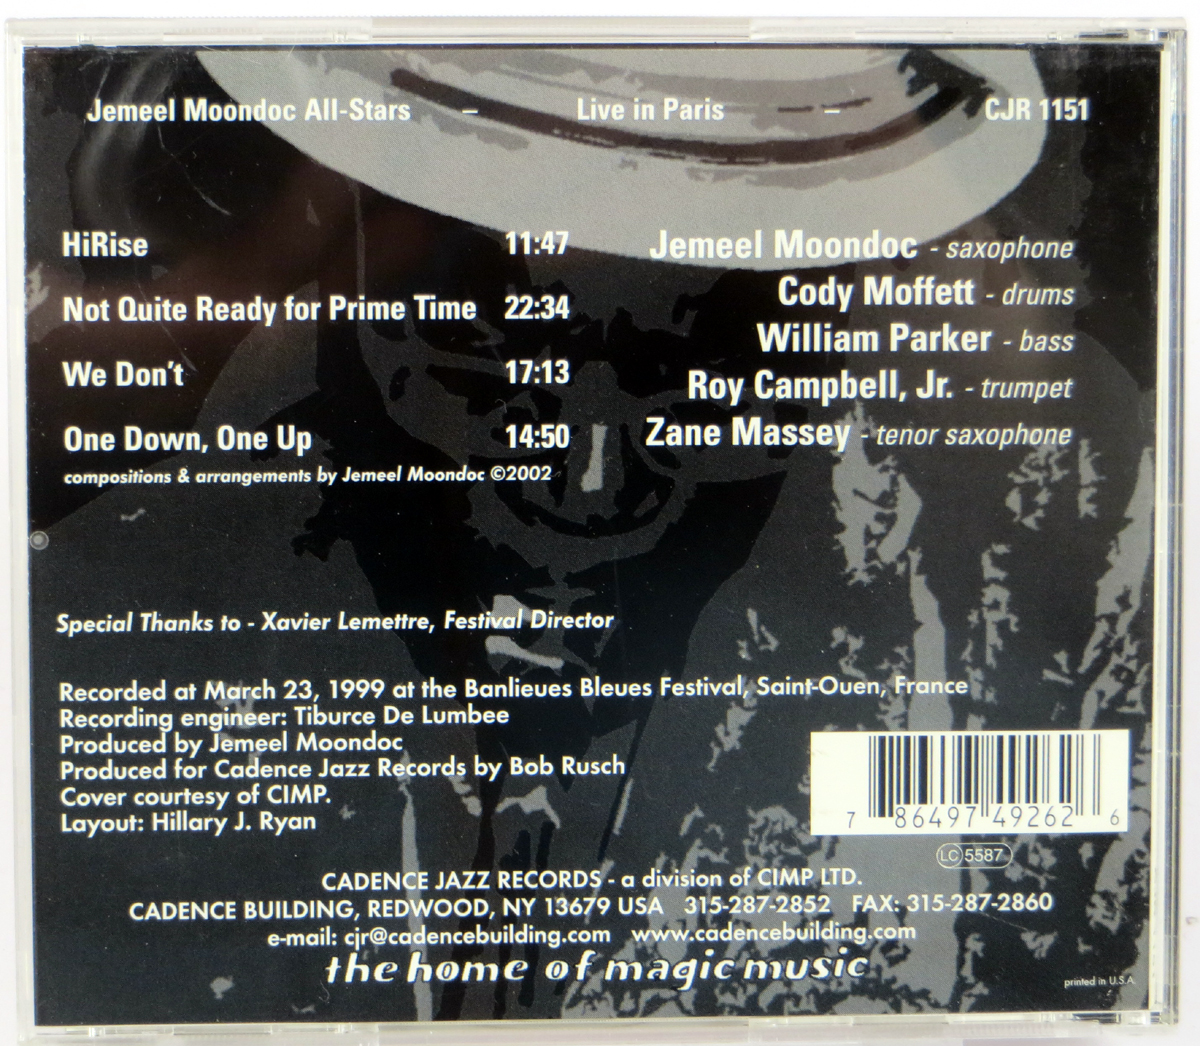 Jemeel Moondoc All-Stars – Live in Paris – CJR 1151
HiRise 11:47
Not Quite Ready for Prime Time 22:34
We Don't 17:13
One Down, One Up 14:50
compositions & arrangements by Jemeel Moondoc ©2002
Jemeel Moondoc - saxophone
Cody Moffett - drums
William Parker - bass
Roy Campbell, Jr. - trumpet
Zane Massey - tenor saxophone
Special Thanks to - Xavier Lemettre, Festival Director
Recorded at March 23, 1999 at the Banlieues Bleues Festival, Saint-Ouen, France
Recording engineer: Tiburce De Lumbee
Produced by Jemeel Moondoc
Produced for Cadence Jazz Records by Bob Rusch
Cover courtesy of CIMP.
Layout: Hillary J. Ryan
7 86497 49262 6
LC 5587
CADENCE JAZZ RECORDS - a division of CIMP LTD.
CADENCE BUILDING, REDWOOD, NY 13679 USA 315-287-2852 FAX: 315-287-2860
e-mail: cjr@cadencebuilding.com www.cadencebuilding.com
the home of magic music
printed in U.S.A.